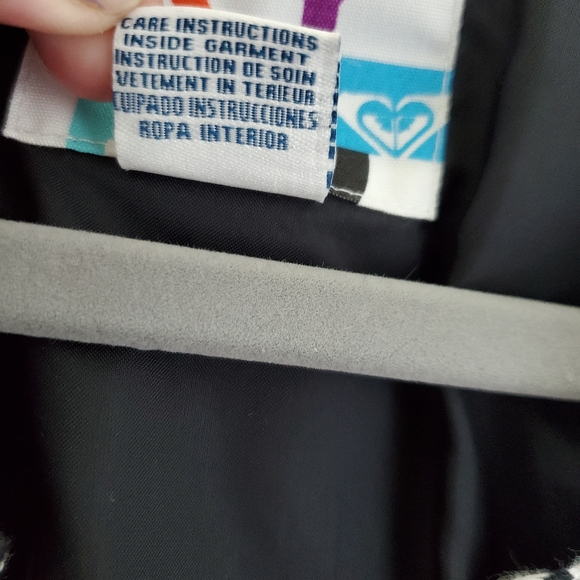 CARE INSTRUCTIONS
INSIDE GARMENT
INSTRUCTION DE SOIN
VETEMENT IN TERIEUR
CUIPADO INSTRUCCIONES
ROPA INTERIOR